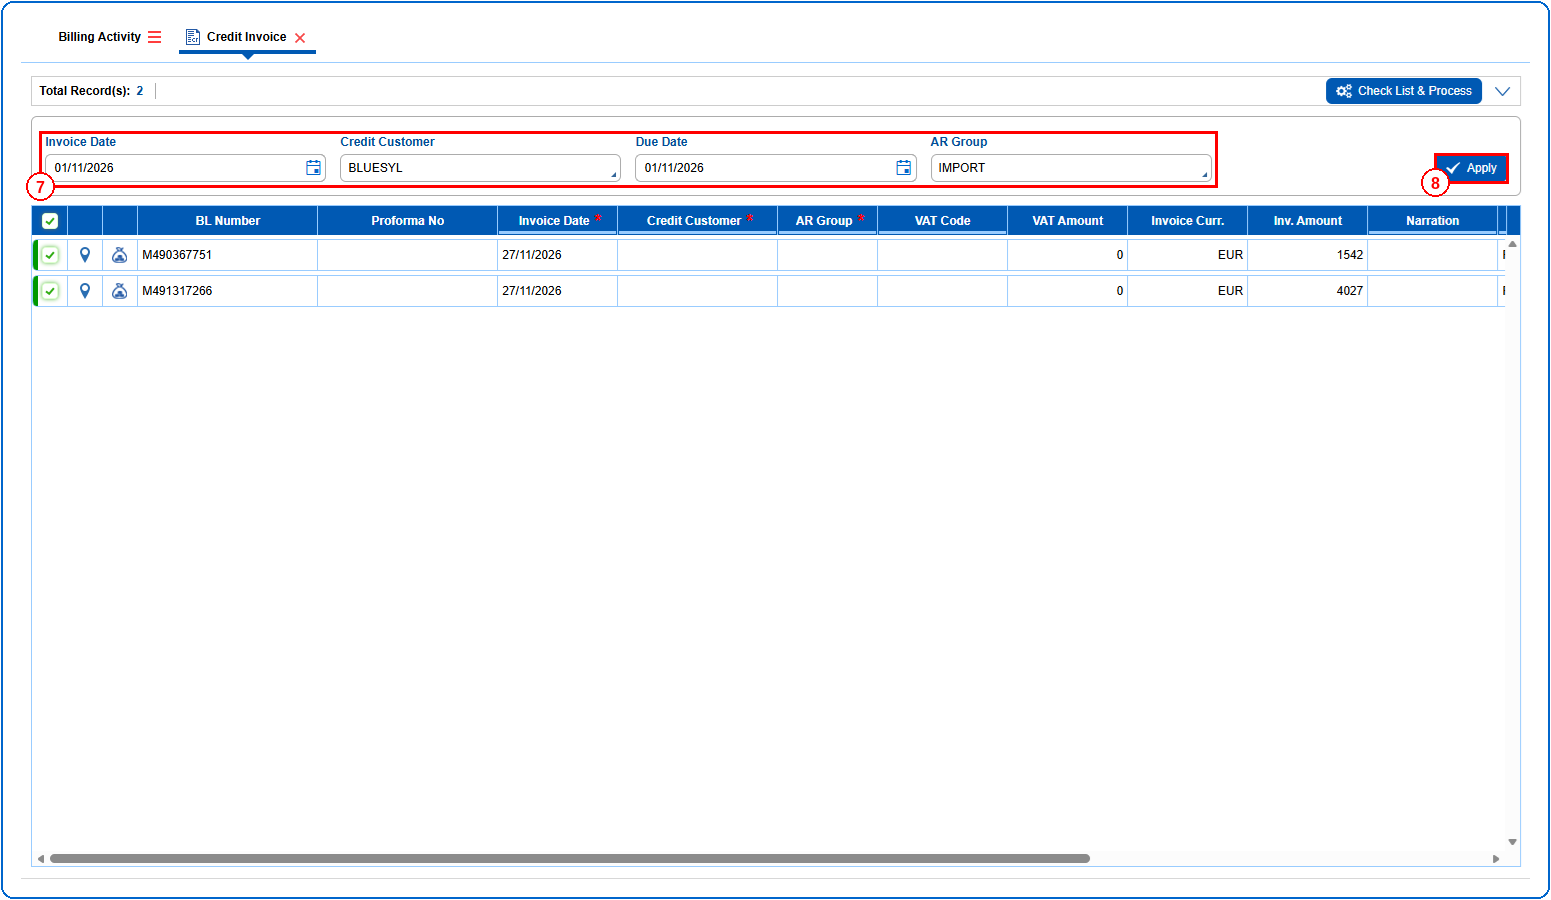 Billing Activity Credit Invoice
Total Record(s): 2 Check List & Process
Invoice Date Credit Customer Due Date AR Group
01/11/2026 BLUESYL 01/11/2026 IMPORT Apply
7 8
BL Number Proforma No Invoice Date * Credit Customer * AR Group * VAT Code VAT Amount Invoice Curr. Inv. Amount Narration
M490367751 27/11/2026 0 EUR 1542
M491317266 27/11/2026 0 EUR 4027